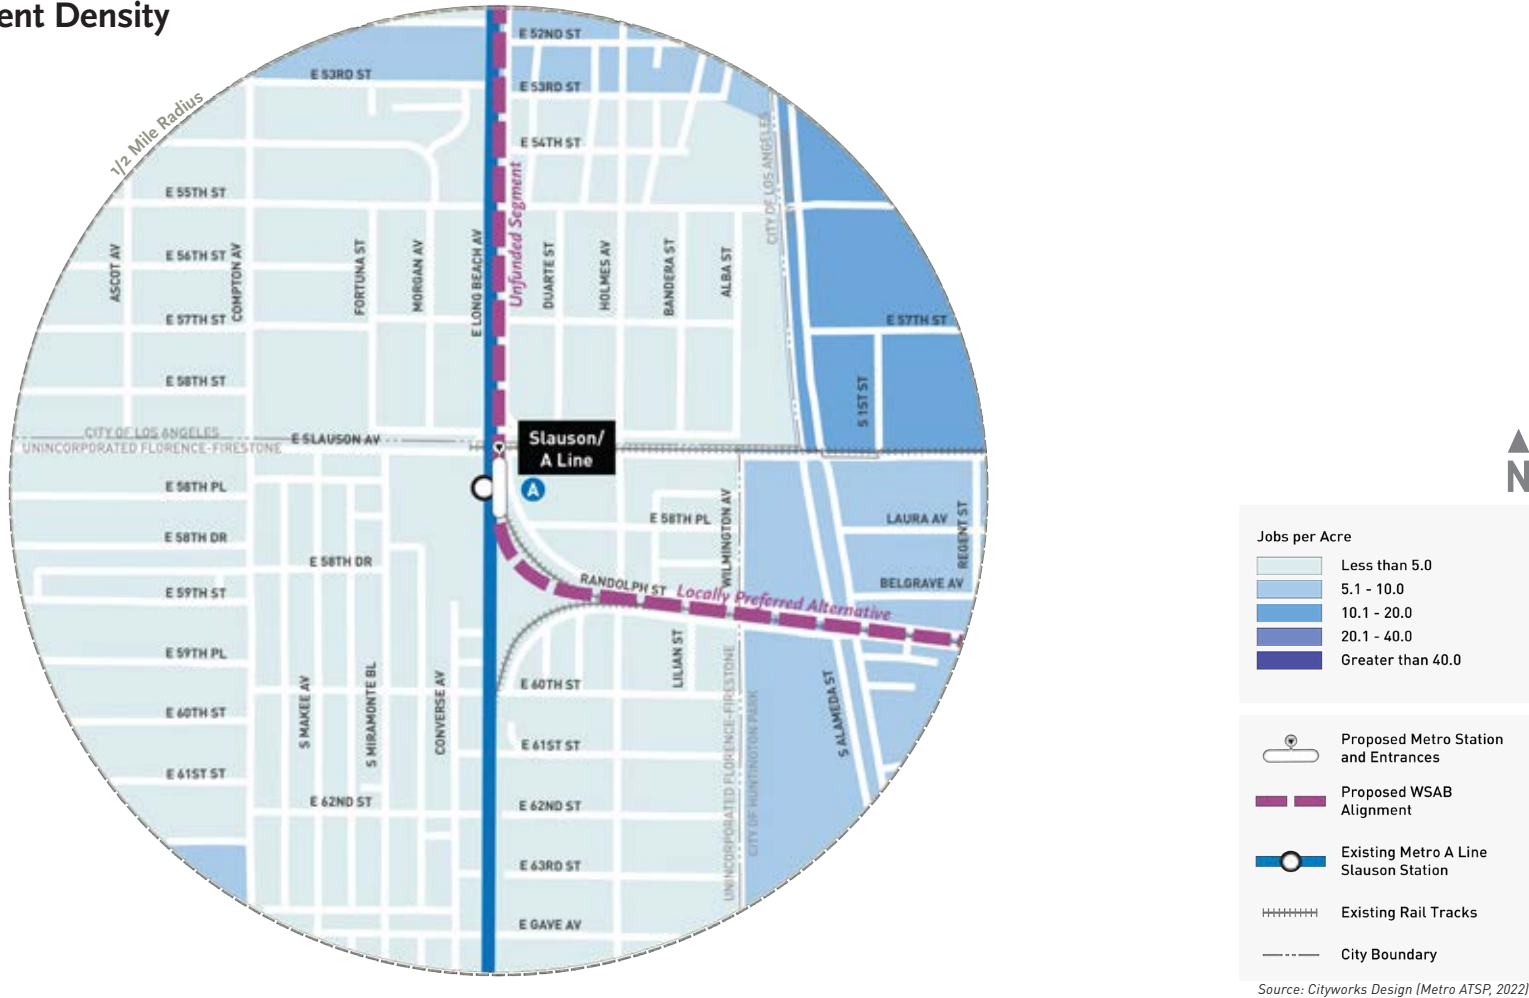 ent Density
1/2 Mile Radius
E 52ND ST
E 53RD ST
E 53RD ST
E 54TH ST
E 55TH ST
E 56TH ST
E 57TH ST
E 57TH ST
E 58TH ST
ASCOT AV
COMPTON AV
FORTUNA ST
MORGAN AV
E LONG BEACH AV
Unfunded Segment
DUARTE ST
HOLMES AV
BANDERA ST
ALBA ST
CITY OF LOS ANGELES
S 1ST ST
CITY OF LOS ANGELES
UNINCORPORATED FLORENCE-FIRESTONE
E SLAUSON AV
Slauson/
A Line
A
E 58TH PL
E 58TH DR
E 58TH DR
E 59TH ST
E 59TH PL
E 60TH ST
E 61ST ST
E 62ND ST
S MAKEE AV
S MIRAMONTE BL
CONVERSE AV
E 58TH PL
WILMINGTON AV
LAURA AV
REGENT ST
BELGRAVE AV
RANDOLPH ST
Locally Preferred Alternative
LILIAN ST
E 60TH ST
E 61ST ST
E 62ND ST
E 63RD ST
E GAVE AV
UNINCORPORATED FLORENCE-FIRESTONE
CITY OF HUNTINGTON PARK
S ALAMEDA ST
N
Jobs per Acre
Less than 5.0
5.1 - 10.0
10.1 - 20.0
20.1 - 40.0
Greater than 40.0
Proposed Metro Station
and Entrances
Proposed WSAB
Alignment
Existing Metro A Line
Slauson Station
Existing Rail Tracks
City Boundary
Source: Cityworks Design (Metro ATSP, 2022)